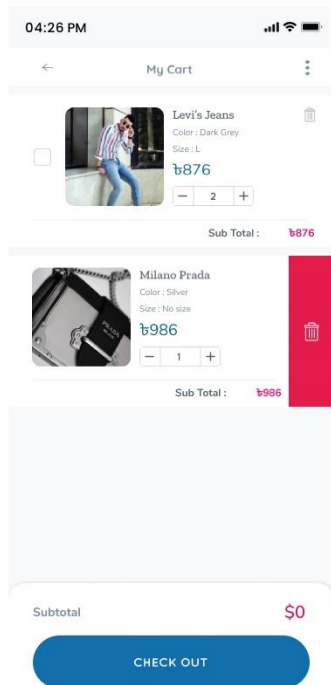 04:26 PM
My Cart
Levi's Jeans
Color : Dark Grey
Size : L
৳876
2
Sub Total : ৳876
Milano Prada
Color : Silver
Size : No size
৳986
1
Sub Total : ৳986
PRADA
Subtotal $0
CHECK OUT